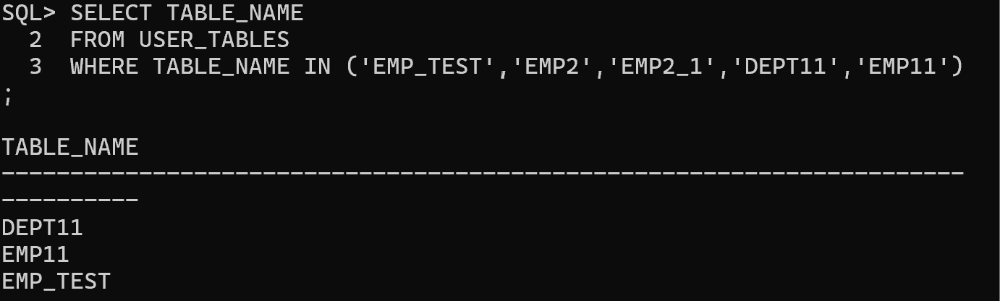 SQL> SELECT TABLE_NAME
  2  FROM USER_TABLES
  3  WHERE TABLE_NAME IN ('EMP_TEST','EMP2','EMP2_1','DEPT11','EMP11')
;
TABLE_NAME
----------------------------------------------------------------------
----------
DEPT11
EMP11
EMP_TEST